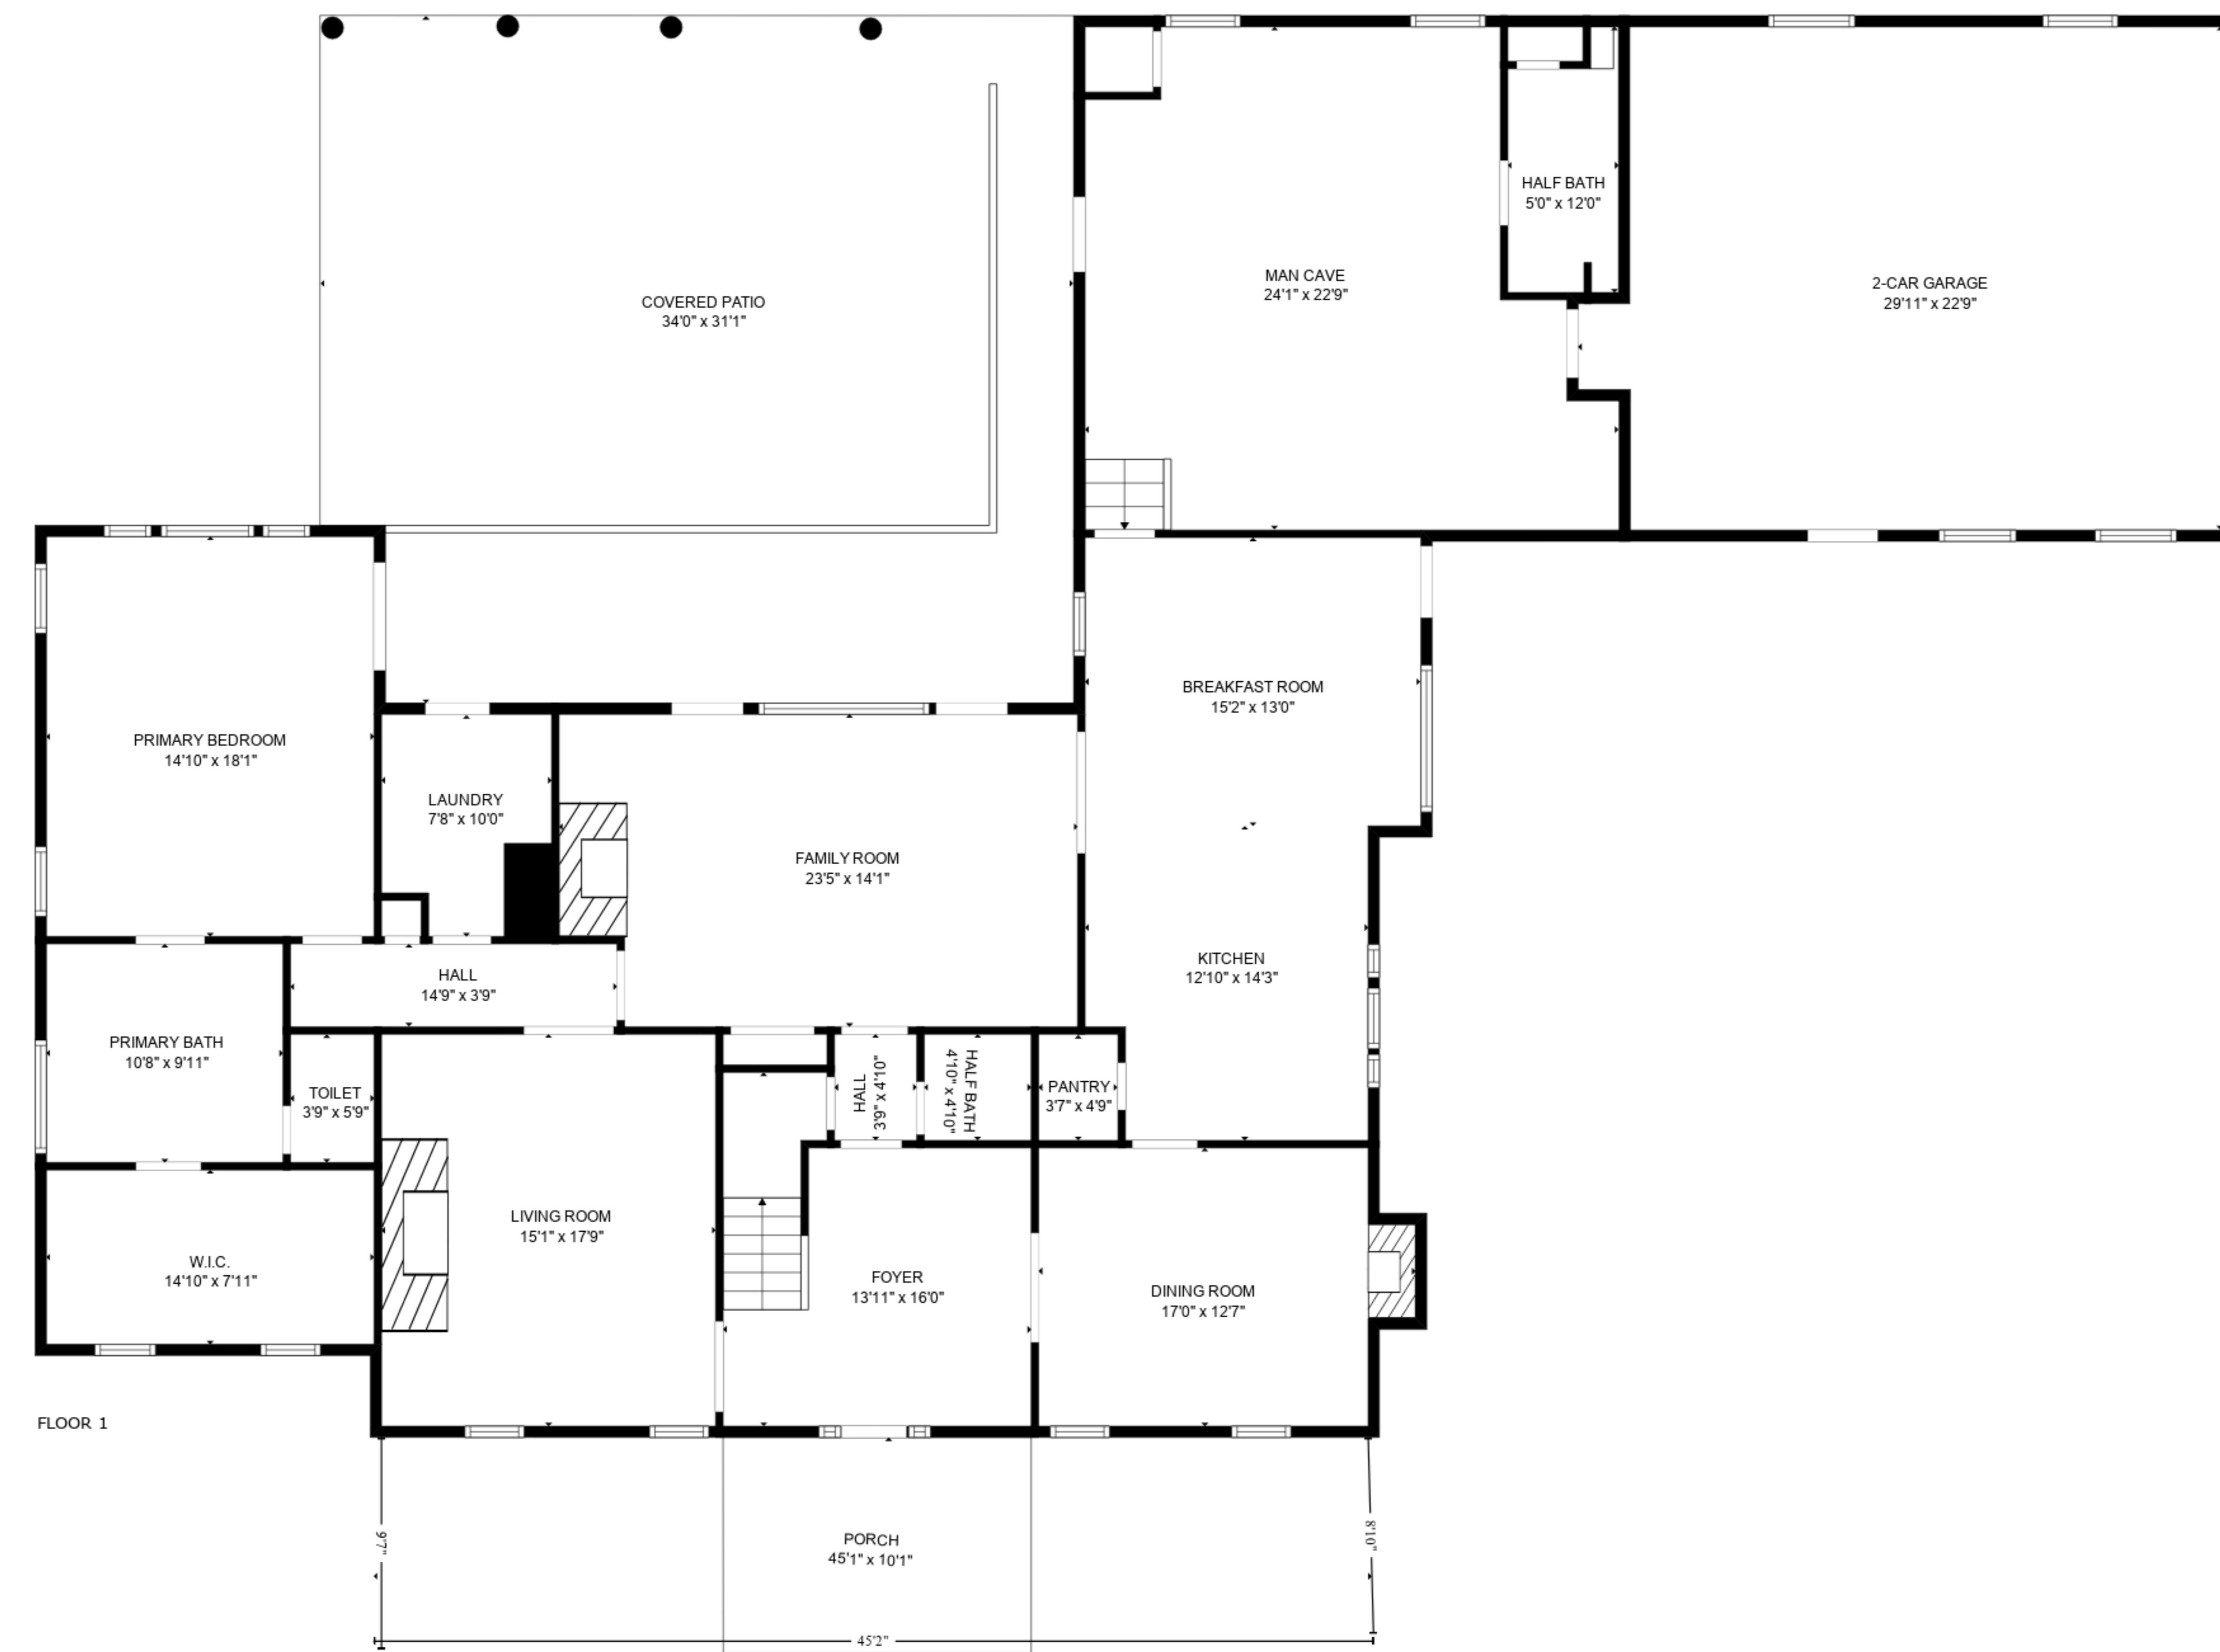 HALF BATH
5'0" x 12'0"
MAN CAVE
24'1" x 22'9"
2-CAR GARAGE
29'11" x 22'9"
COVERED PATIO
34'0" x 31'1"
BREAKFAST ROOM
15'2" x 13'0"
PRIMARY BEDROOM
14'10" x 18'1"
LAUNDRY
7'8" x 10'0"
FAMILY ROOM
23'5" x 14'1"
KITCHEN
12'10" x 14'3"
HALL
14'9" x 3'9"
PRIMARY BATH
10'8" x 9'11"
TOILET
3'9" x 5'9"
HALL
3'9" x 4'10"
HALF BATH
4'10" x 4'10"
PANTRY
3'7" x 4'9"
LIVING ROOM
15'1" x 17'9"
W.I.C.
14'10" x 7'11"
FOYER
13'11" x 16'0"
DINING ROOM
17'0" x 12'7"
FLOOR 1
9'7"
PORCH
45'1" x 10'1"
8'10"
45'2"